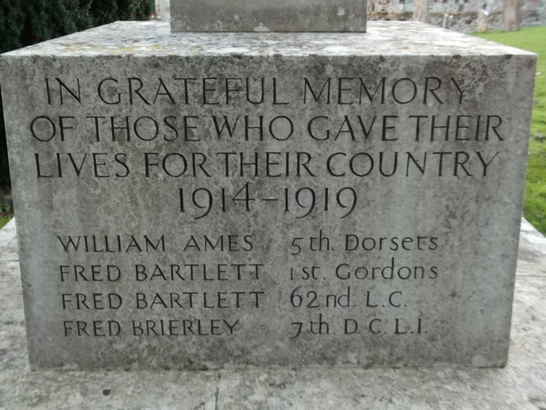 IN GRATEFUL MEMORY
OF THOSE WHO GAVE THEIR
LIVES FOR THEIR COUNTRY
1914-1919
WILLIAM AMES 5th. Dorsets
FRED BARTLETT 1st. Gordons
FRED BARTLETT 62nd. L.C.
FRED BRIERLEY 7th. D.C.L.I.